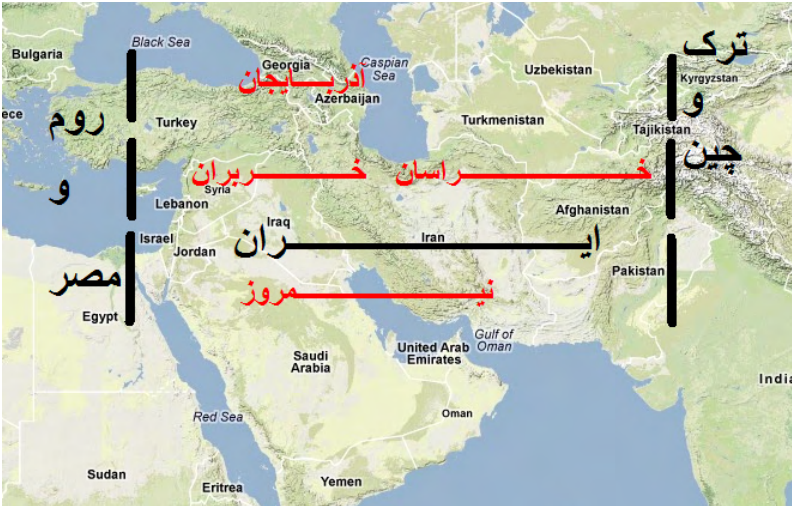 Black Sea
ترک
Bulgaria
Georgia
Caspian
Sea
Uzbekistan
Kyrgyzstan
اذربایجان
Azerbaijan
و
ece
روم
Turkey
Turkmenistan
Tajikistan
چین
خراسان
خربران
و
Syria
Lebanon
Afghanistan
Iraq
Israel
Jordan
ایران
Iran
مصر
Pakistan
نیمروز
Egypt
Gulf of
Oman
United Arab
Emirates
Saudi
Arabia
India
Red Sea
Oman
Sudan
Eritrea
Yemen